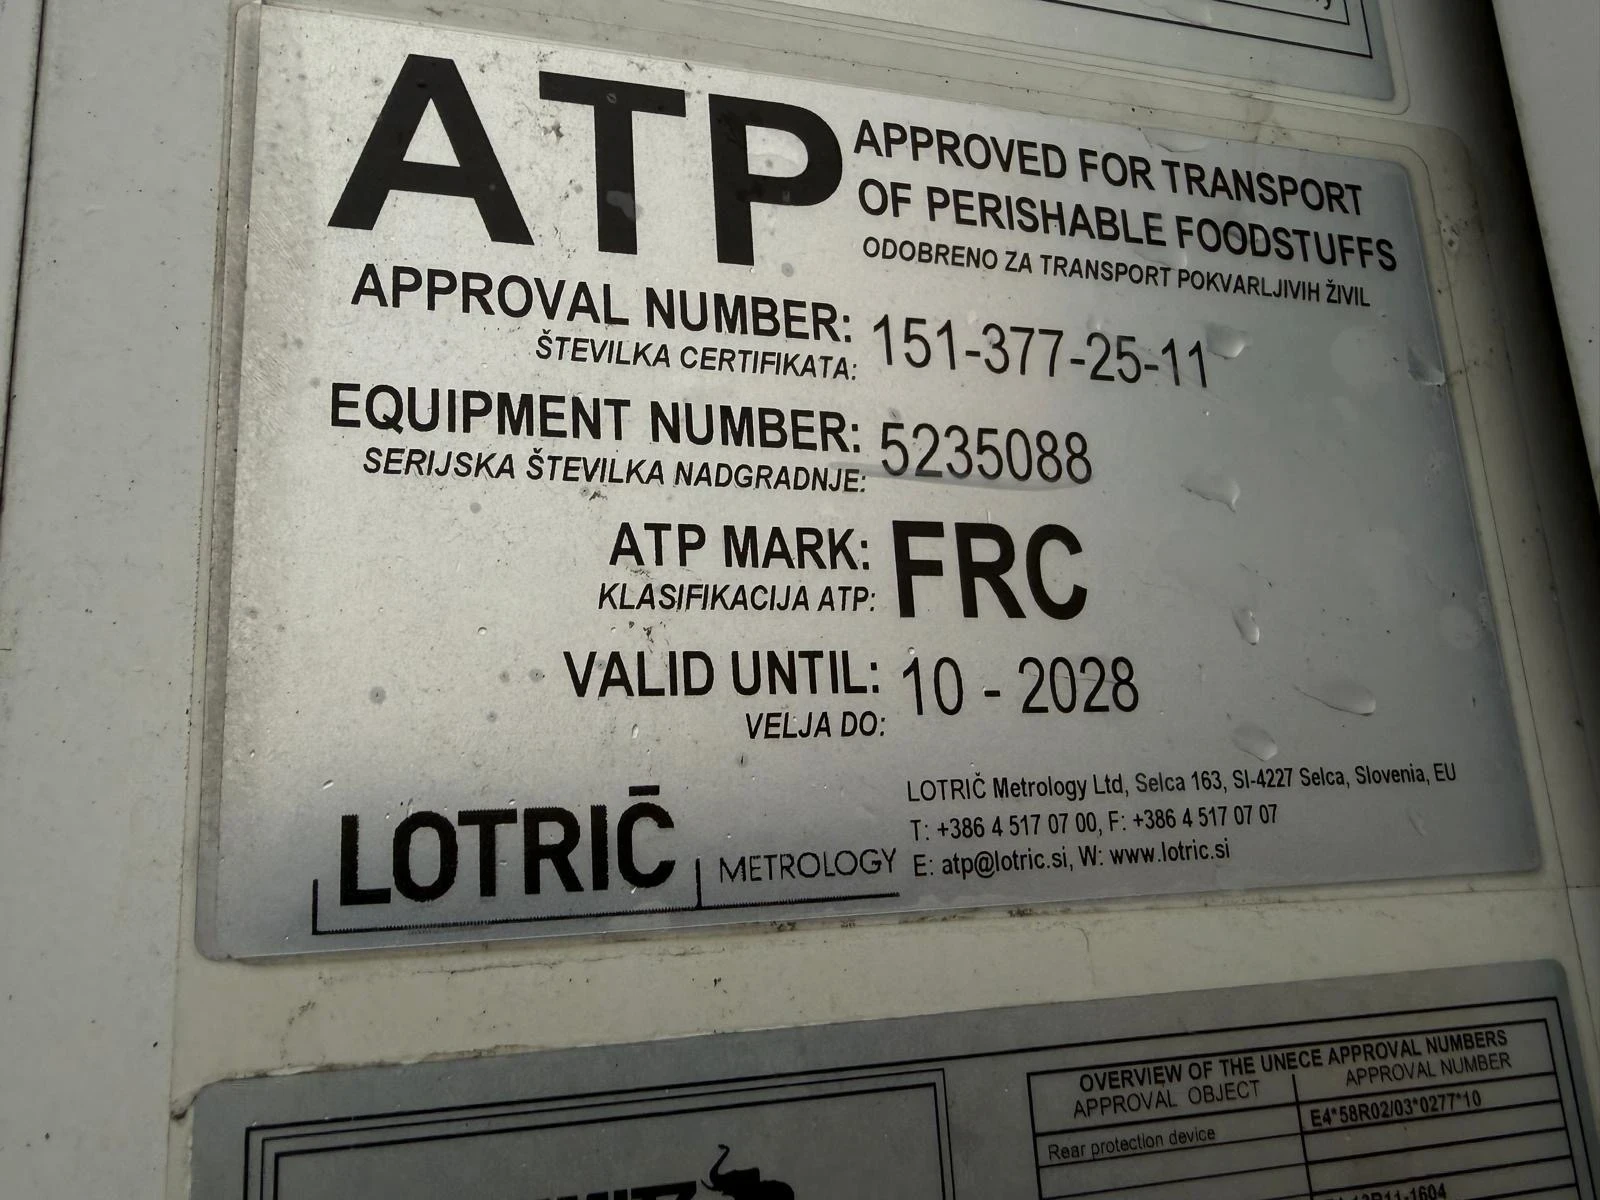 ATP
APPROVED FOR TRANSPORT
OF PERISHABLE FOODSTUFFS
ODOBRENO ZA TRANSPORT POKVARLJIVIH ŽIVIL
APPROVAL NUMBER: 151-377-25-11
ŠTEVILKA CERTIFIKATA:
EQUIPMENT NUMBER: 5235088
SERIJSKA ŠTEVILKA NADGRADNJE:
ATP MARK: FRC
KLASIFIKACIJA ATP:
VALID UNTIL: 10 - 2028
VELJA DO:
LOTRIČ METROLOGY
LOTRIČ Metrology Ltd, Selca 163, SI-4227 Selca, Slovenia, EU
T: +386 4 517 07 00, F: +386 4 517 07 07
E: atp@lotric.si, W: www.lotric.si
OVERVIEW OF THE UNECE APPROVAL NUMBERS
APPROVAL OBJECT APPROVAL NUMBER
Rear protection device E4*58R02/03*0277*10